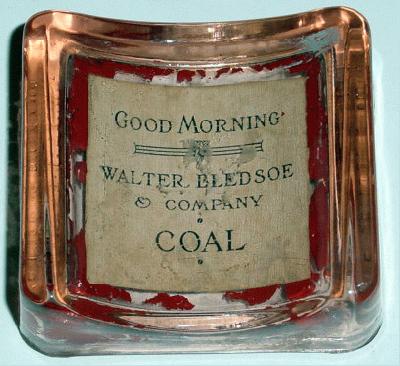 GOOD MORNING
WALTER BLEDSOE
& COMPANY
COAL